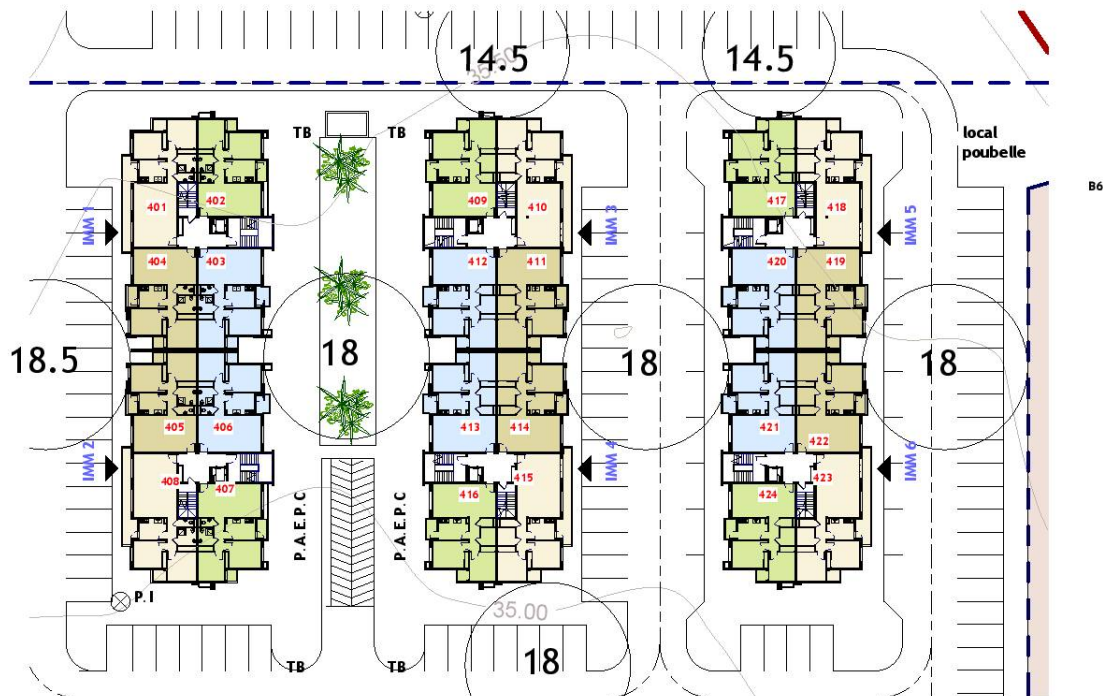 14.5
14.5
35.50
TB
TB
local
poubelle
B6
401
402
409
410
417
418
IMM 1
IMM 3
IMM 5
404
403
412
411
420
419
18.5
18
18
18
405
406
413
414
421
422
IMM 2
IMM 4
IMM 6
408
407
416
415
424
423
P.A.E.P.C
P.A.E.P.C
P.I
35.00
18
TB
TB